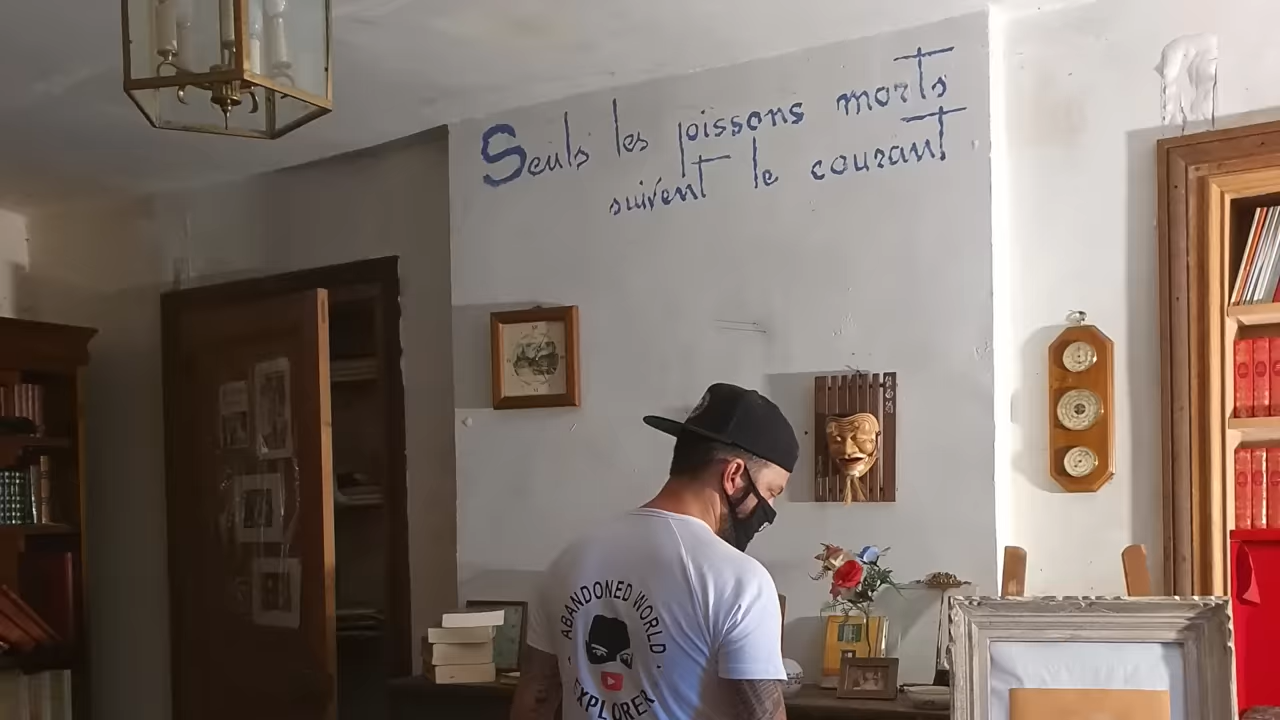 Seuls les poissons morts
suivent le courant
ABANDONED WORLD
EXPLORER